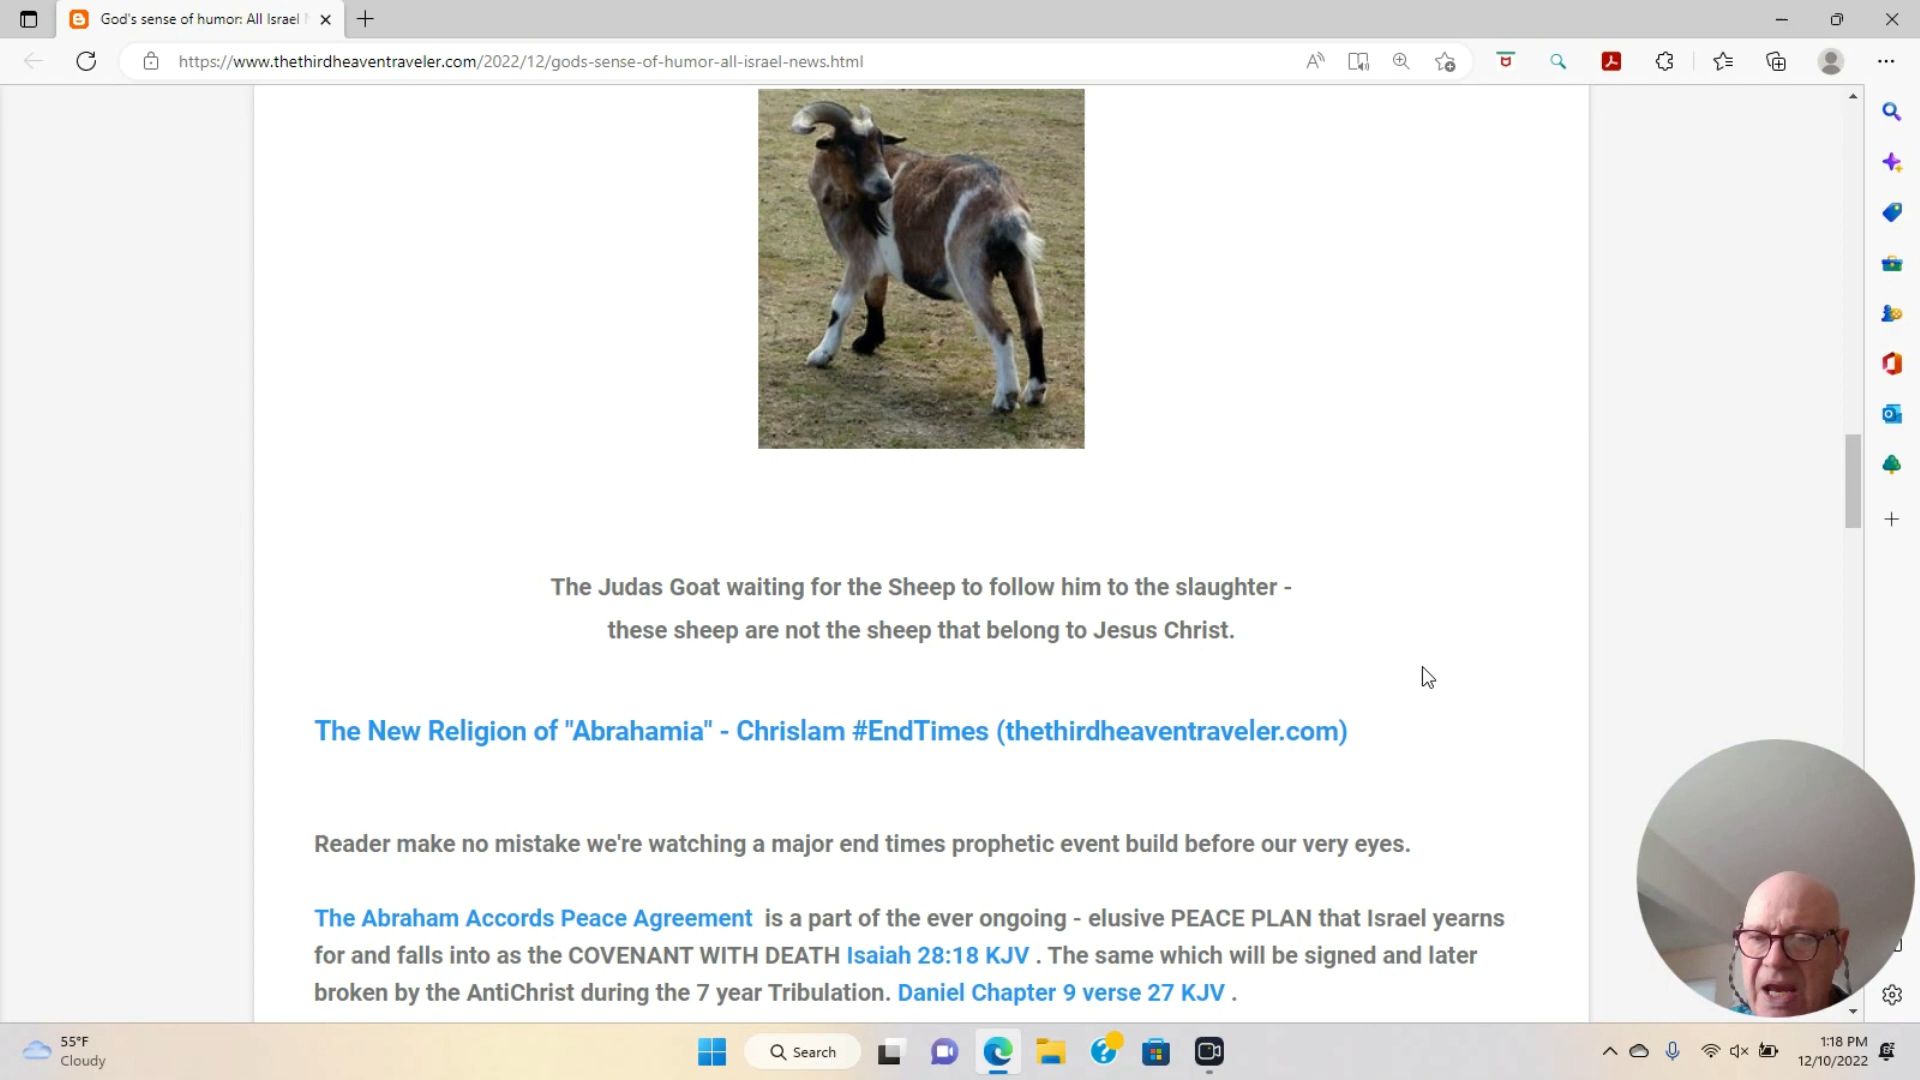 God's sense of humor: All Israel
https://www.thethirdheaventraveler.com/2022/12/gods-sense-of-humor-all-israel-news.html
The Judas Goat waiting for the Sheep to follow him to the slaughter -
these sheep are not the sheep that belong to Jesus Christ.
The New Religion of "Abrahamia" - Chrislam #EndTimes (thethirdheaventraveler.com)
Reader make no mistake we're watching a major end times prophetic event build before our very eyes.
The Abraham Accords Peace Agreement is a part of the ever ongoing - elusive PEACE PLAN that Israel yearns
for and falls into as the COVENANT WITH DEATH Isaiah 28:18 KJV . The same which will be signed and later
broken by the AntiChrist during the 7 year Tribulation. Daniel Chapter 9 verse 27 KJV .
55°F
Cloudy
Search
1:18 PM
12/10/2022